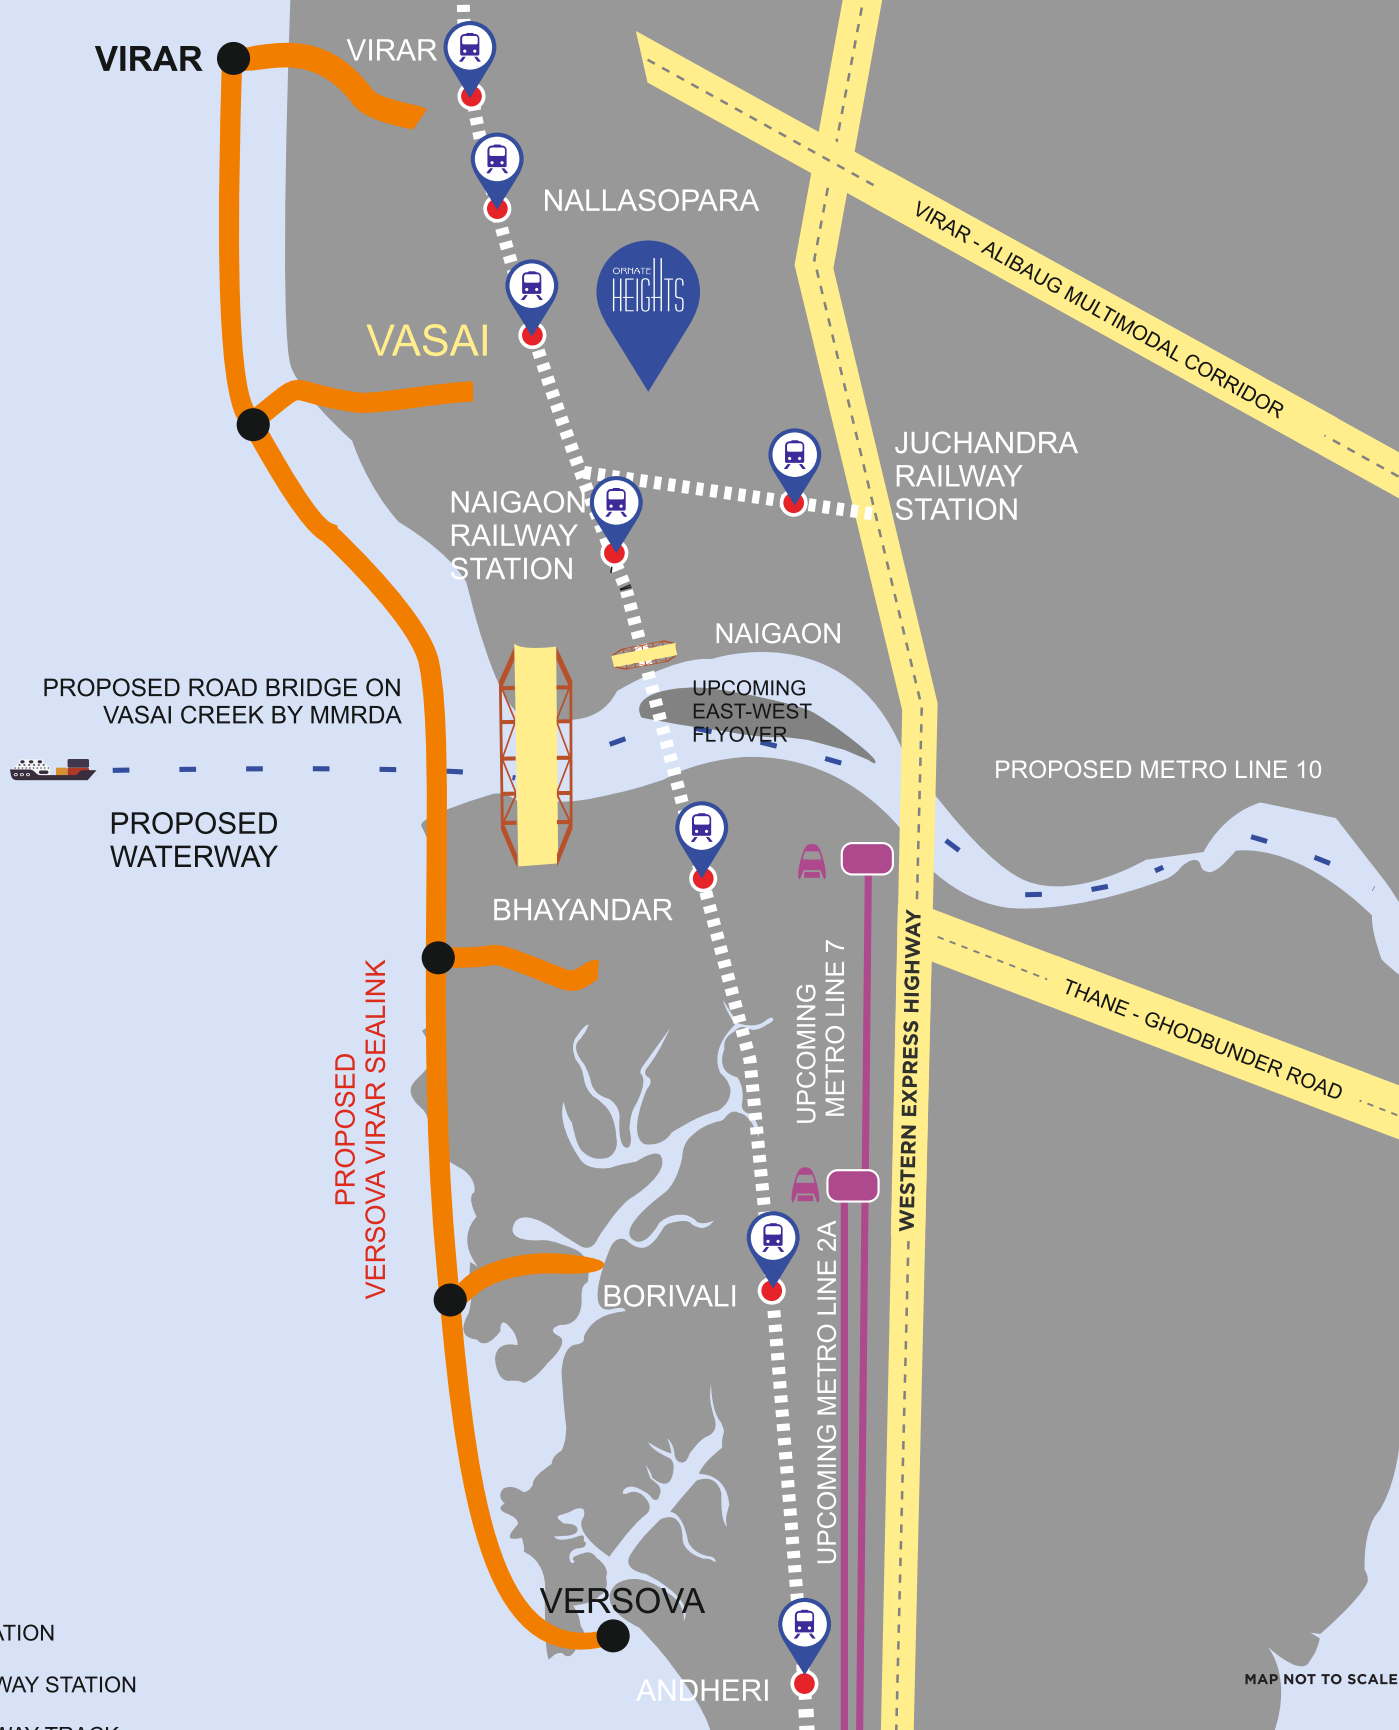 VIRAR
VIRAR
NALLASOPARA
ORNATE
HEIGHTS
VASAI
VIRAR - ALIBAUG MULTIMODAL CORRIDOR
JUCHANDRA
RAILWAY
STATION
NAIGAON
RAILWAY
STATION
NAIGAON
PROPOSED ROAD BRIDGE ON
VASAI CREEK BY MMRDA
UPCOMING
EAST-WEST
FLYOVER
PROPOSED METRO LINE 10
PROPOSED
WATERWAY
BHAYANDAR
UPCOMING
METRO LINE 7
WESTERN EXPRESS HIGHWAY
THANE - GHODBUNDER ROAD
PROPOSED
VERSOVA VIRAR SEALINK
BORIVALI
UPCOMING METRO LINE 2A
VERSOVA
ANDHERI
STATION
MAP NOT TO SCALE